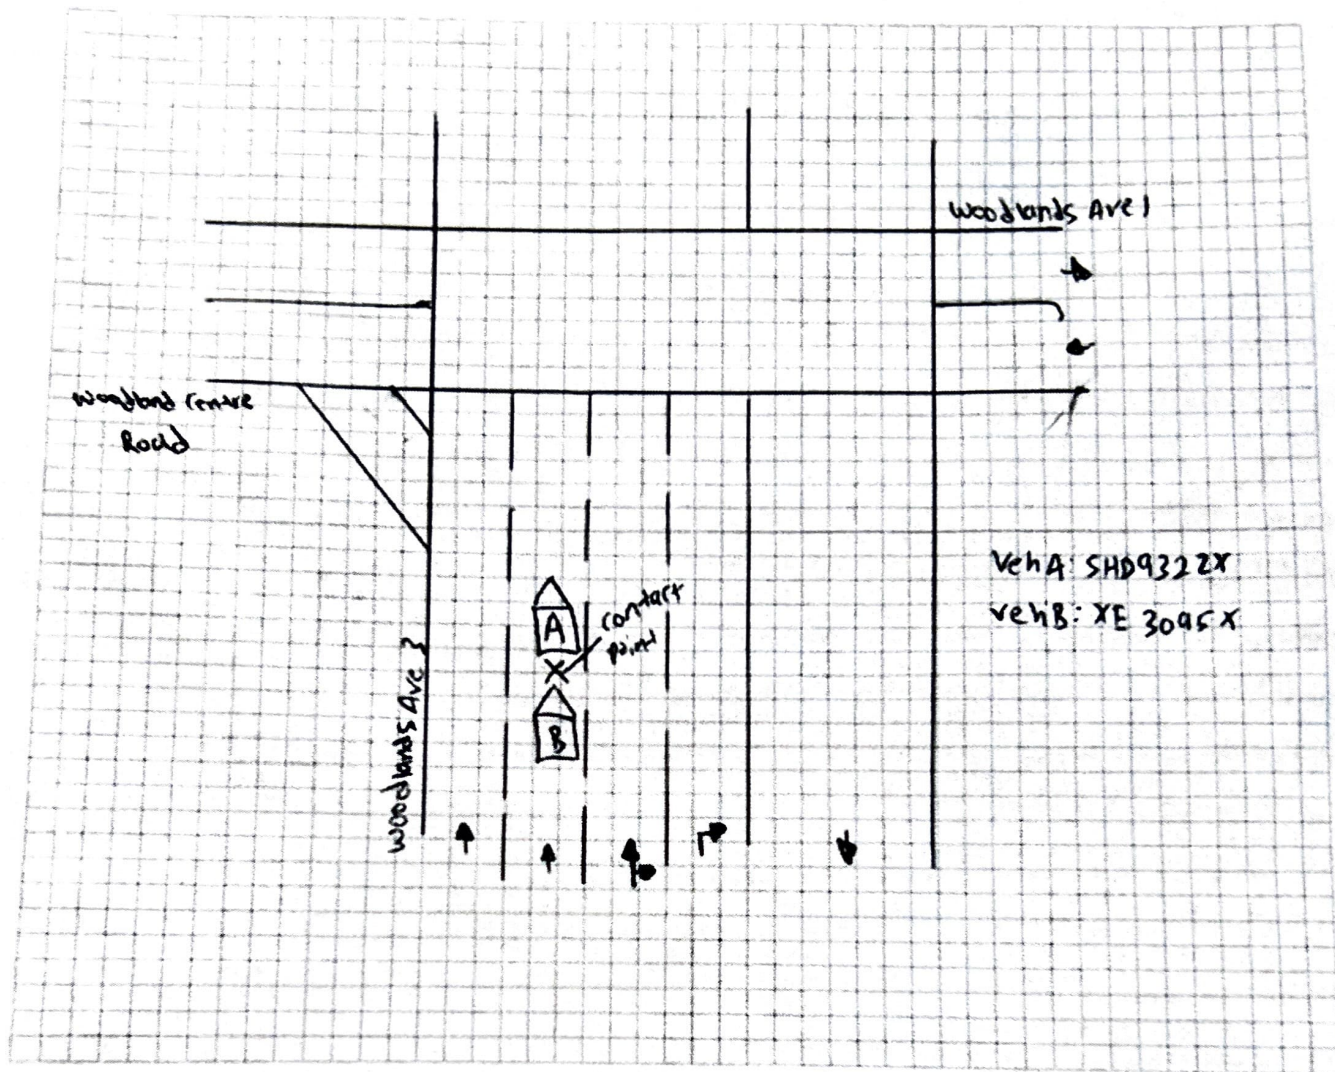 Woodlands Ave 1
Woodland Centre
Road
Veh A: SHD9322X
Veh B: XE 3095X
contact
point
A
X
B
Woodlands Ave 3